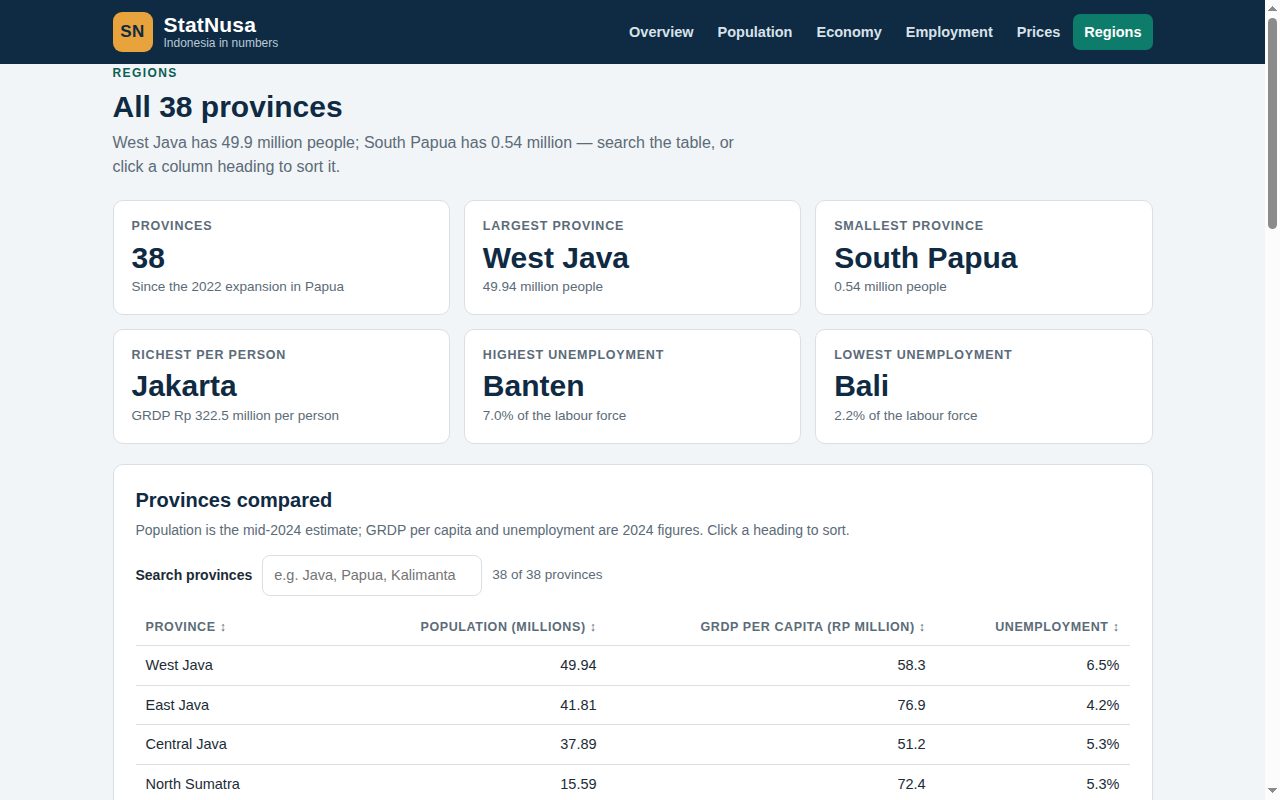 SN
StatNusa
Indonesia in numbers
Overview Population Economy Employment Prices Regions
REGIONS
All 38 provinces
West Java has 49.9 million people; South Papua has 0.54 million — search the table, or
click a column heading to sort it.
PROVINCES
38
Since the 2022 expansion in Papua
LARGEST PROVINCE
West Java
49.94 million people
SMALLEST PROVINCE
South Papua
0.54 million people
RICHEST PER PERSON
Jakarta
GRDP Rp 322.5 million per person
HIGHEST UNEMPLOYMENT
Banten
7.0% of the labour force
LOWEST UNEMPLOYMENT
Bali
2.2% of the labour force
Provinces compared
Population is the mid-2024 estimate; GRDP per capita and unemployment are 2024 figures. Click a heading to sort.
Search provinces e.g. Java, Papua, Kalimanta 38 of 38 provinces
PROVINCE ↕ POPULATION (MILLIONS) ↕ GRDP PER CAPITA (RP MILLION) ↕ UNEMPLOYMENT ↕
West Java 49.94 58.3 6.5%
East Java 41.81 76.9 4.2%
Central Java 37.89 51.2 5.3%
North Sumatra 15.59 72.4 5.3%